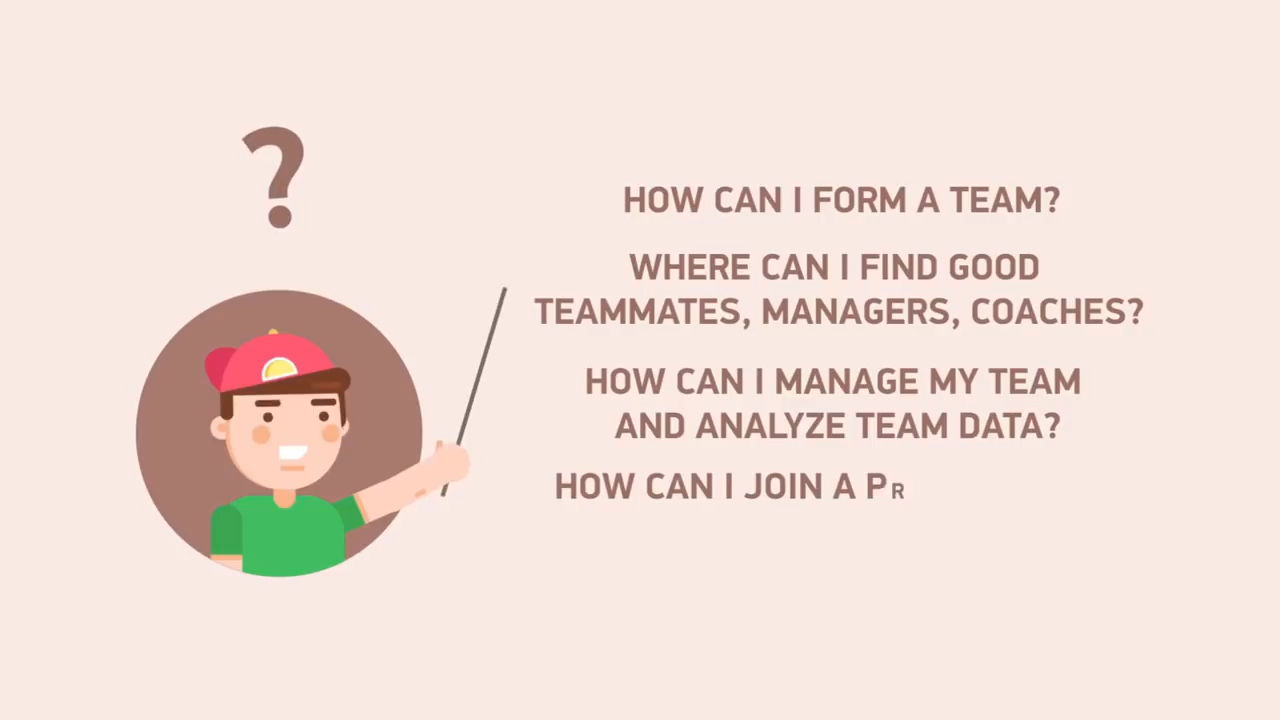 ?
HOW CAN I FORM A TEAM?
WHERE CAN I FIND GOOD
TEAMMATES, MANAGERS, COACHES?
HOW CAN I MANAGE MY TEAM
AND ANALYZE TEAM DATA?
HOW CAN I JOIN A PR